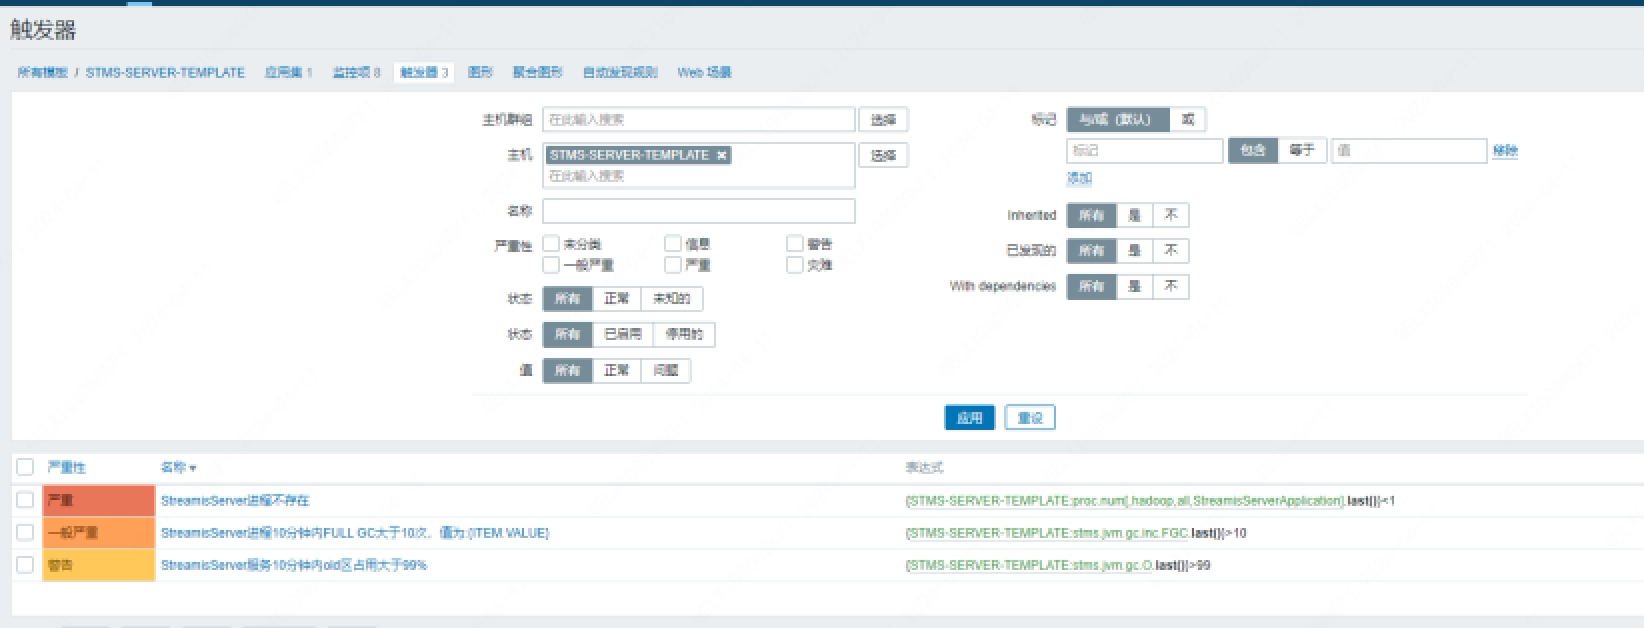 触发器
所有模板 / STMS-SERVER-TEMPLATE 应用集 1 监控项 8 触发器 3 图形 聚合图形 自动发现规则 Web 场景
主机群组 在此输入搜索 选择 标记 与/或 (默认) 或
标记 包含 等于 值 移除
主机 STMS-SERVER-TEMPLATE × 选择
在此输入搜索
添加
名称 Inherited 所有 是 不
严重性 未分类 信息 警告
一般严重 严重 灾难
已发现的 所有 是 不
With dependencies 所有 是 不
状态 所有 正常 未知的
状态 所有 已启用 停用的
值 所有 正常 问题
应用 重设
严重性 名称▼ 表达式
严重 StreamisServer进程不存在 {STMS-SERVER-TEMPLATE:proc.num[,hadoop,all,StreamisServerApplication].last()}<1
一般严重 StreamisServer进程10分钟内FULL GC大于10次，值为:{ITEM.VALUE} {STMS-SERVER-TEMPLATE:stms.jvm.gc.inc.FGC.last()}>10
警告 StreamisServer服务10分钟内old区占用大于99% {STMS-SERVER-TEMPLATE:stms.jvm.gc.O.last()}>99